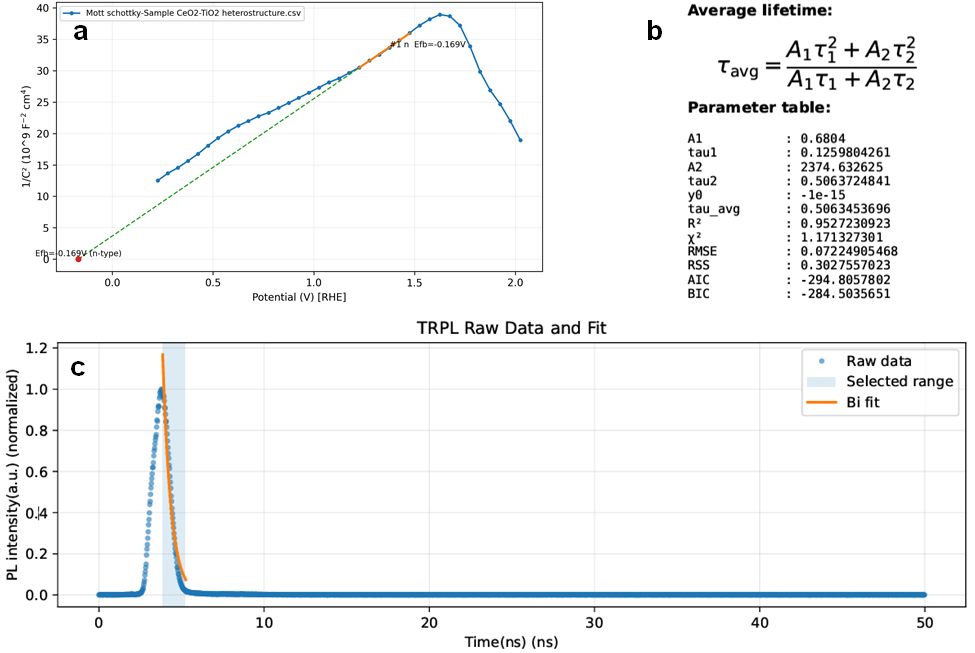 a
Mott schottky-Sample CeO2-TiO2 heterostructure.csv
#1 n Efb=-0.169V
Efb=-0.169V (n-type)
1/C² (10^9 F⁻² cm⁴)
40
35
30
25
20
15
10
5
0
0.0 0.5 1.0 1.5 2.0
Potential (V) [RHE]
b
Average lifetime:
τavg = (A₁τ₁² + A₂τ₂²) / (A₁τ₁ + A₂τ₂)
Parameter table:
A1 : 0.6804
tau1 : 0.1259804261
A2 : 2374.632625
tau2 : 0.5063724841
y0 : -1e-15
tau_avg : 0.5063453696
R² : 0.9527230923
χ² : 1.171327301
RMSE : 0.07224905468
RSS : 0.3027557023
AIC : -294.8057802
BIC : -284.5035651
TRPL Raw Data and Fit
c
Raw data
Selected range
Bi fit
PL intensity(a.u.) (normalized)
1.2
1.0
0.8
0.6
0.4
0.2
0.0
0 10 20 30 40 50
Time(ns) (ns)